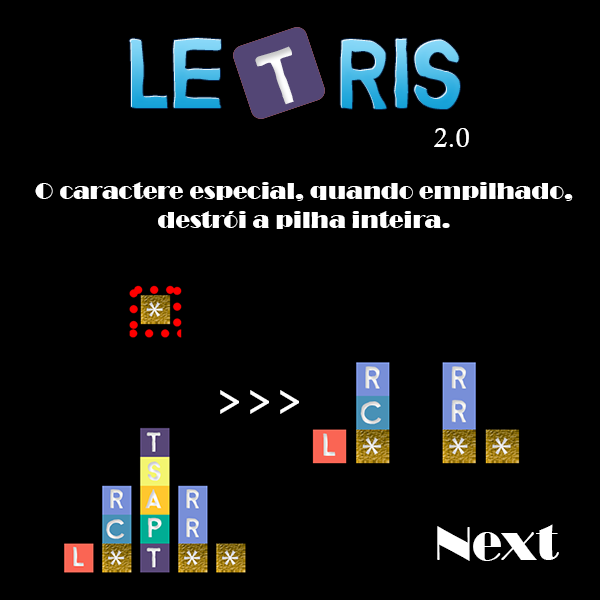 LETRIS
2.0
O caractere especial, quando empilhado,
destrói a pilha inteira.
*
>>>
R R
C R
L * * *
T
S
R A R
C P R
L * T * *
Next